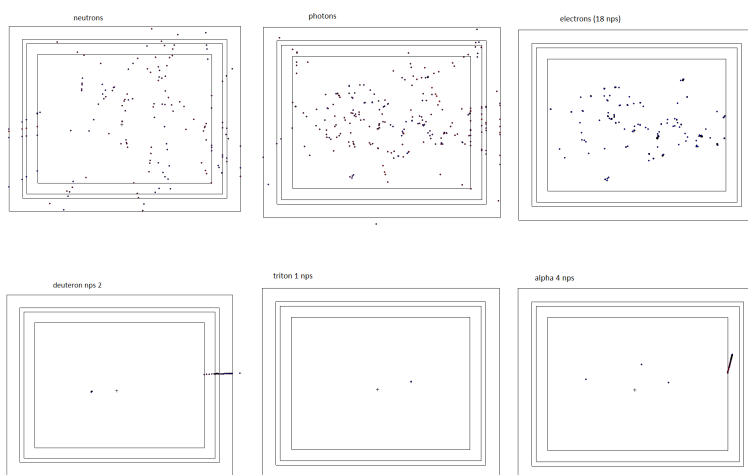 neutrons
photons
electrons (18 nps)
deuteron nps 2
triton 1 nps
alpha 4 nps